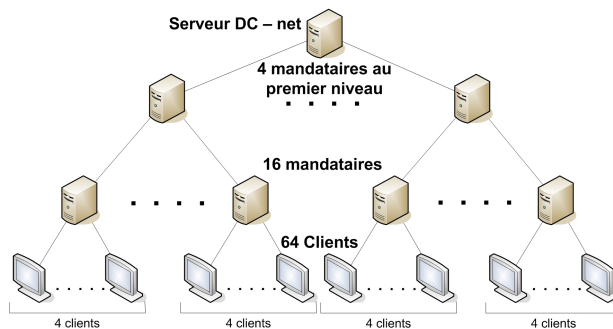 Serveur DC – net
4 mandataires au
premier niveau
16 mandataires
64 Clients
4 clients
4 clients
4 clients
4 clients